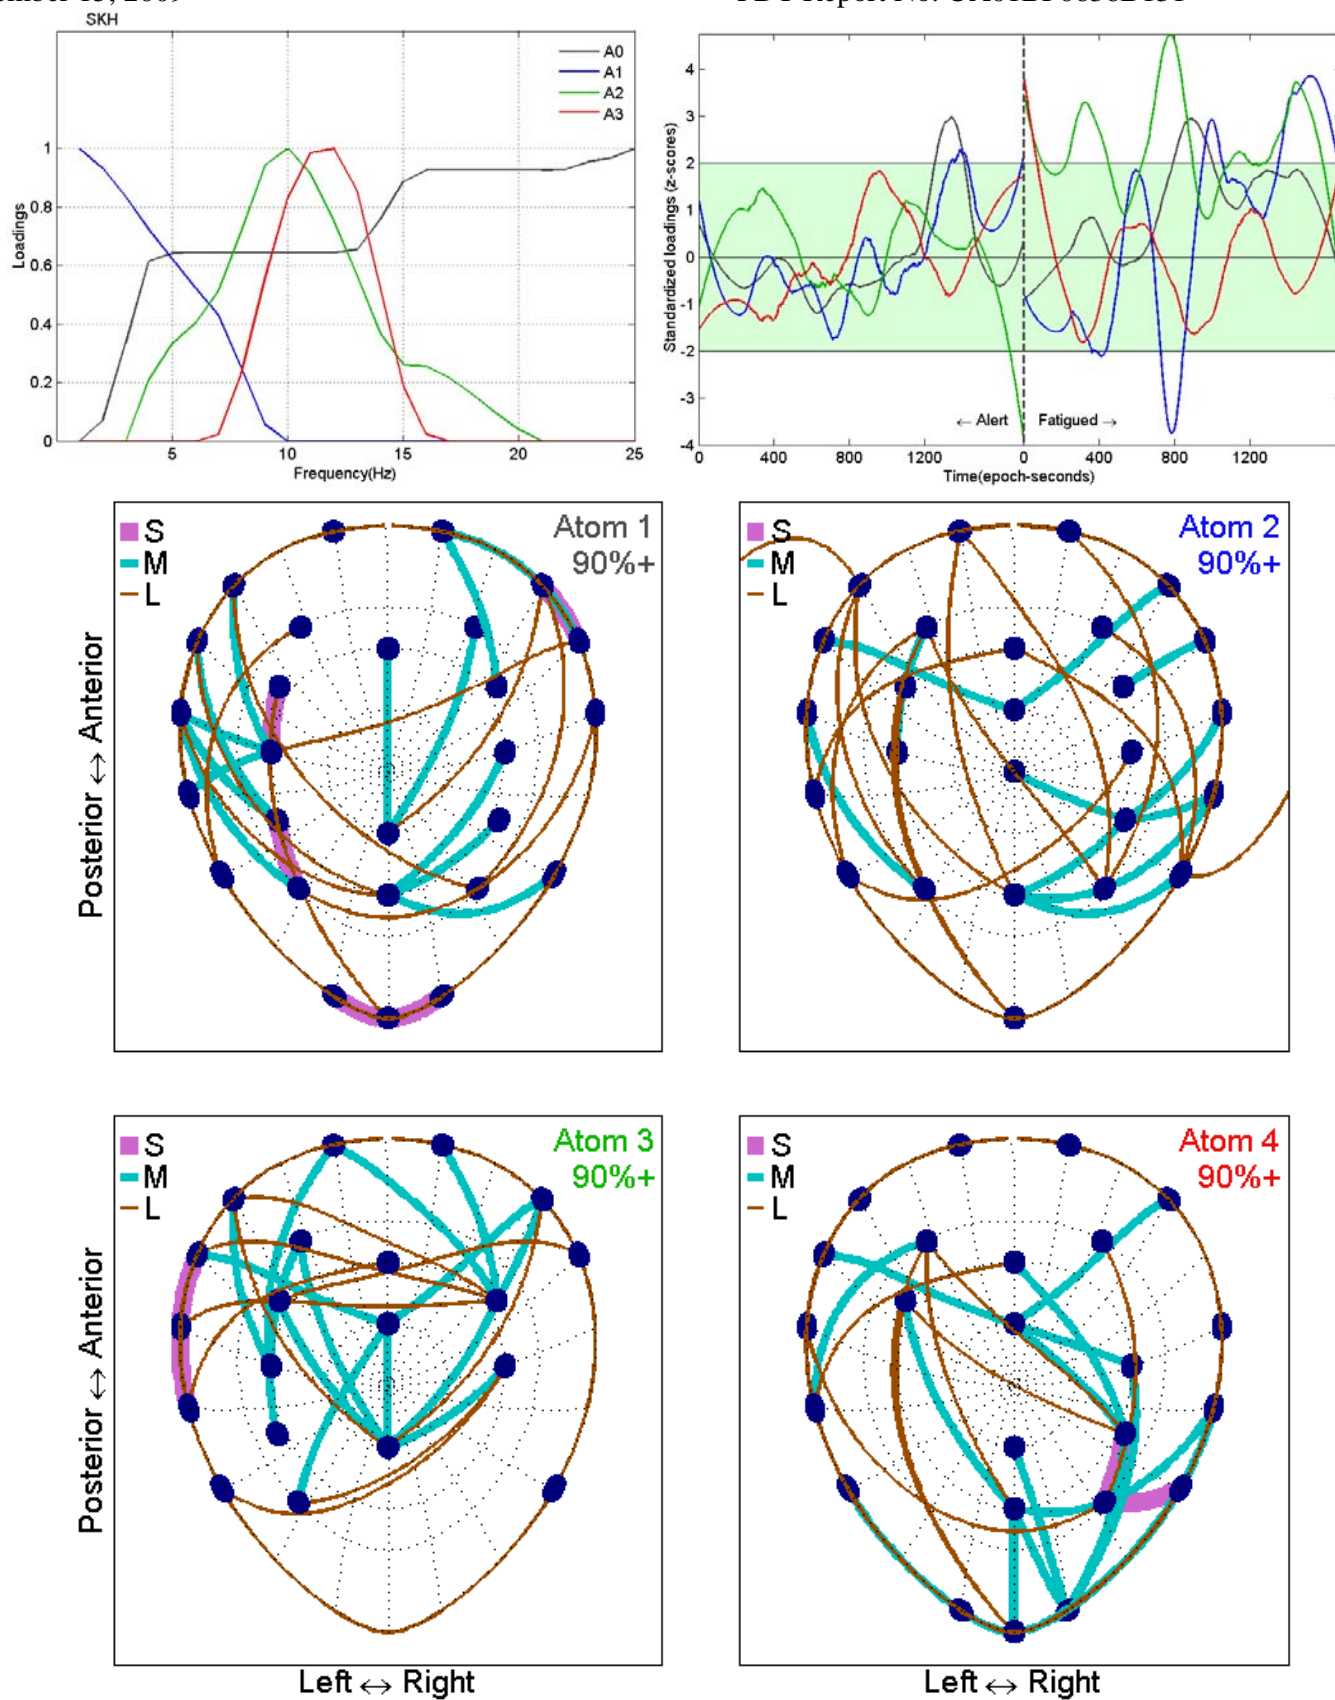 SKH
A0
A1
A2
A3
1
0.8
0.6
0.4
0.2
0
5
10
15
20
25
Loadings
Frequency(Hz)
4
3
2
1
0
-1
-2
-3
-4
Standardized loadings (z-scores)
← Alert
Fatigued →
0
400
800
1200
0
400
800
1200
Time(epoch-seconds)
S
M
L
Atom 1
90%+
S
M
L
Atom 2
90%+
Posterior ↔ Anterior
S
M
L
Atom 3
90%+
S
M
L
Atom 4
90%+
Posterior ↔ Anterior
Left ↔ Right
Left ↔ Right